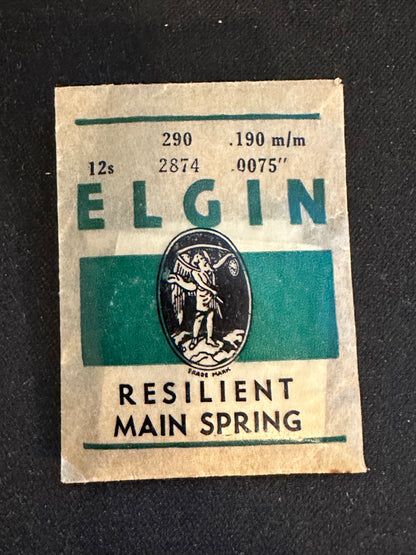 290 .190 m/m
12s 2874 .0075"
ELGIN
TRADE MARK
RESILIENT
MAIN SPRING